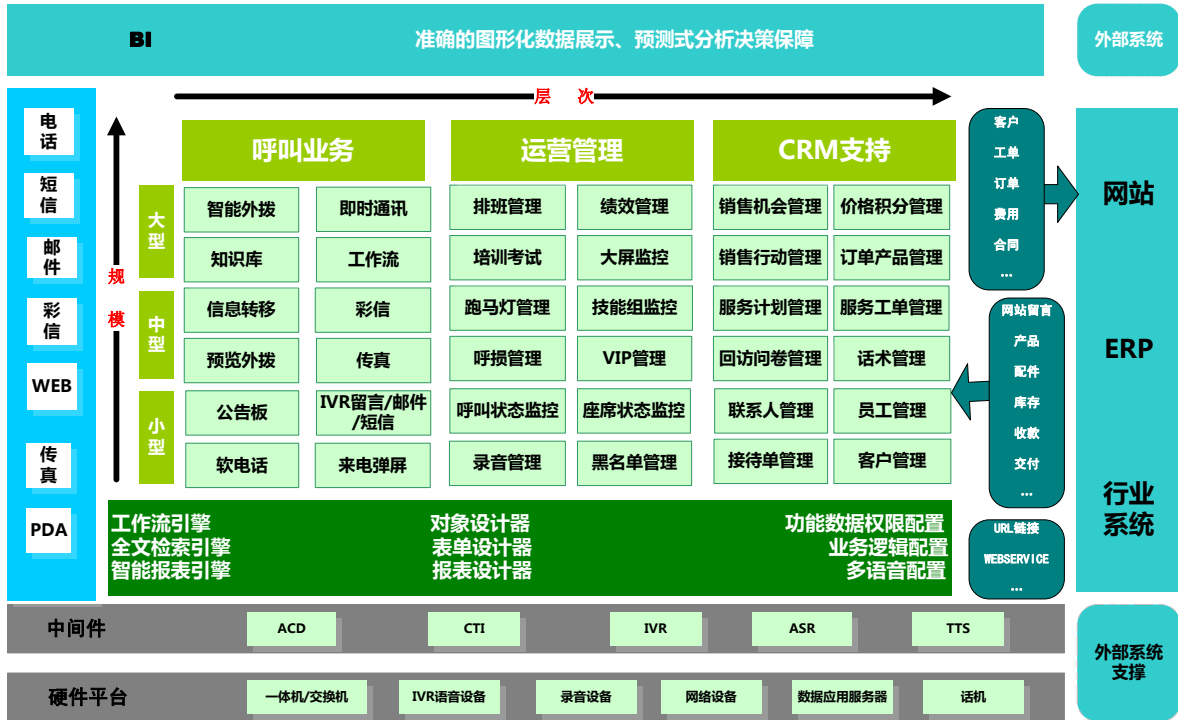 BI
准确的图形化数据展示、预测式分析决策保障
外部系统
层 次
规
模
电
话
短
信
邮
件
彩
信
WEB
传
真
PDA
呼叫业务
运营管理
CRM支持
大
型
中
型
小
型
智能外拨
即时通讯
排班管理
绩效管理
销售机会管理
价格积分管理
知识库
工作流
培训考试
大屏监控
销售行动管理
订单产品管理
信息转移
彩信
跑马灯管理
技能组监控
服务计划管理
服务工单管理
预览外拨
传真
呼损管理
VIP管理
回访问卷管理
话术管理
公告板
IVR留言/邮件
/短信
呼叫状态监控
座席状态监控
联系人管理
员工管理
软电话
来电弹屏
录音管理
黑名单管理
接待单管理
客户管理
客户
工单
订单
费用
合同
...
网站留言
产品
配件
库存
收款
交付
...
URL链接
WEBSERVICE
...
网站
ERP
行业
系统
工作流引擎
全文检索引擎
智能报表引擎
对象设计器
表单设计器
报表设计器
功能数据权限配置
业务逻辑配置
多语音配置
中间件
ACD
CTI
IVR
ASR
TTS
外部系统
支撑
硬件平台
一体机/交换机
IVR语音设备
录音设备
网络设备
数据应用服务器
话机